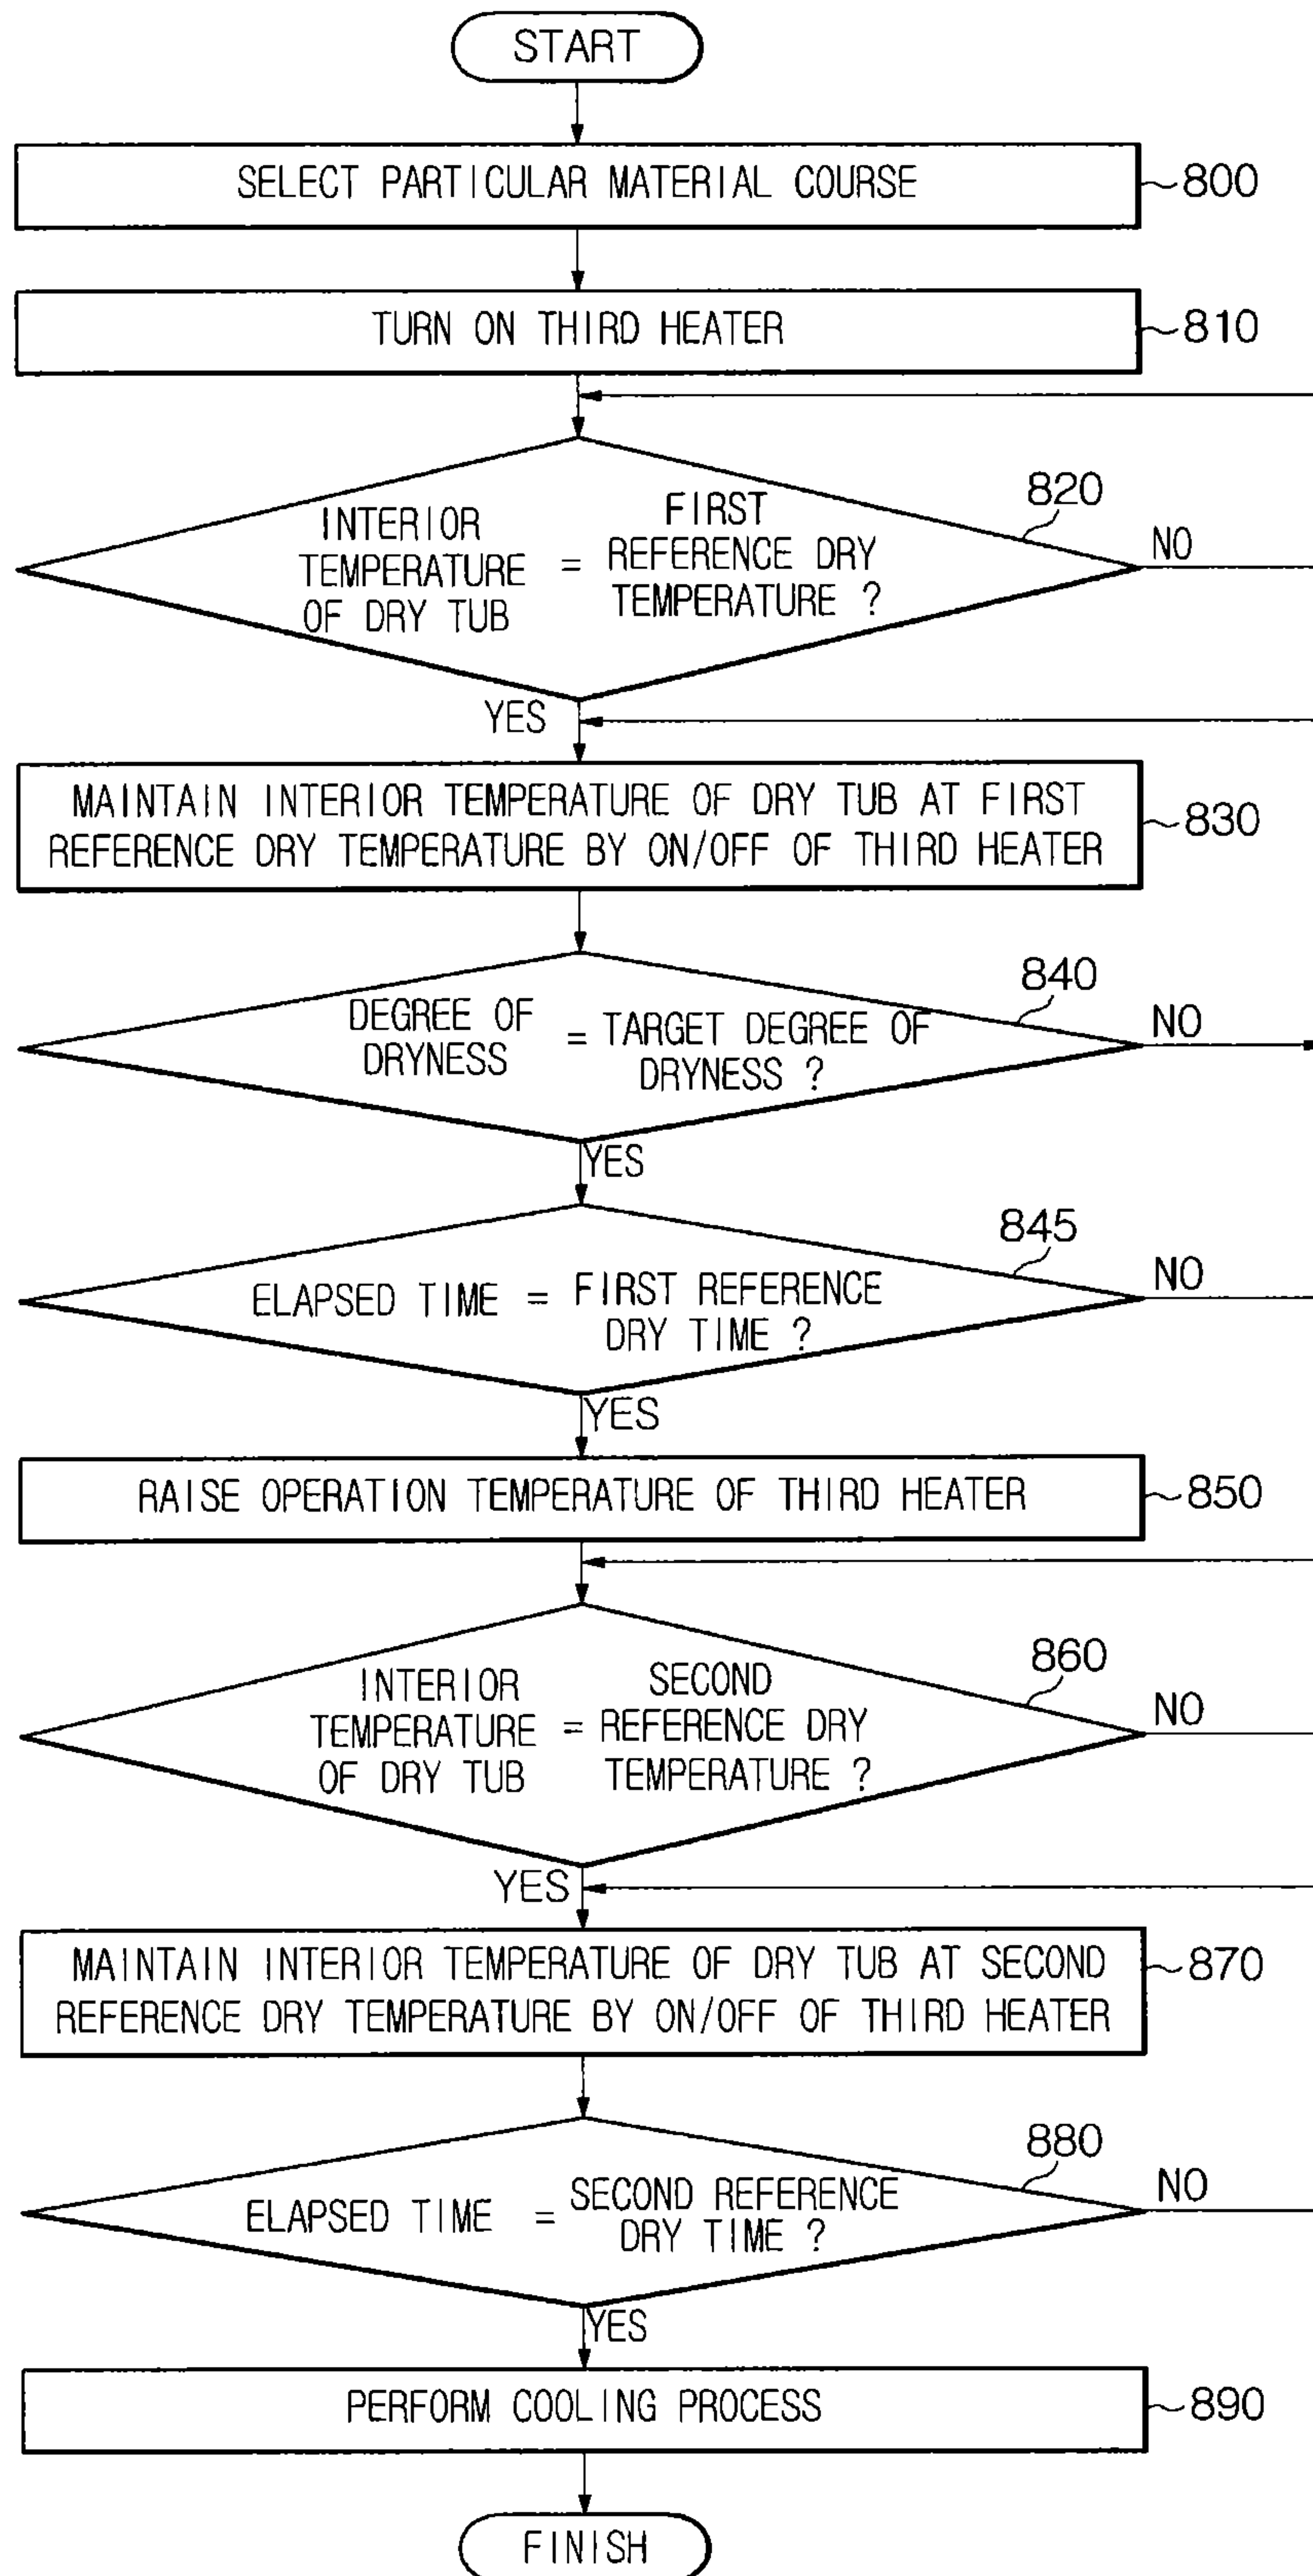 START
SELECT PARTICULAR MATERIAL COURSE
800
TURN ON THIRD HEATER
810
820
INTERIOR
TEMPERATURE
OF DRY TUB
=
FIRST
REFERENCE DRY
TEMPERATURE ?
NO
YES
MAINTAIN INTERIOR TEMPERATURE OF DRY TUB AT FIRST
REFERENCE DRY TEMPERATURE BY ON/OFF OF THIRD HEATER
830
840
DEGREE OF
DRYNESS
=
TARGET DEGREE OF
DRYNESS ?
NO
YES
845
ELAPSED TIME =
FIRST REFERENCE
DRY TIME ?
NO
YES
RAISE OPERATION TEMPERATURE OF THIRD HEATER
850
860
INTERIOR
TEMPERATURE
OF DRY TUB
=
SECOND
REFERENCE DRY
TEMPERATURE ?
NO
YES
MAINTAIN INTERIOR TEMPERATURE OF DRY TUB AT SECOND
REFERENCE DRY TEMPERATURE BY ON/OFF OF THIRD HEATER
870
880
ELAPSED TIME =
SECOND REFERENCE
DRY TIME ?
NO
YES
PERFORM COOLING PROCESS
890
FINISH